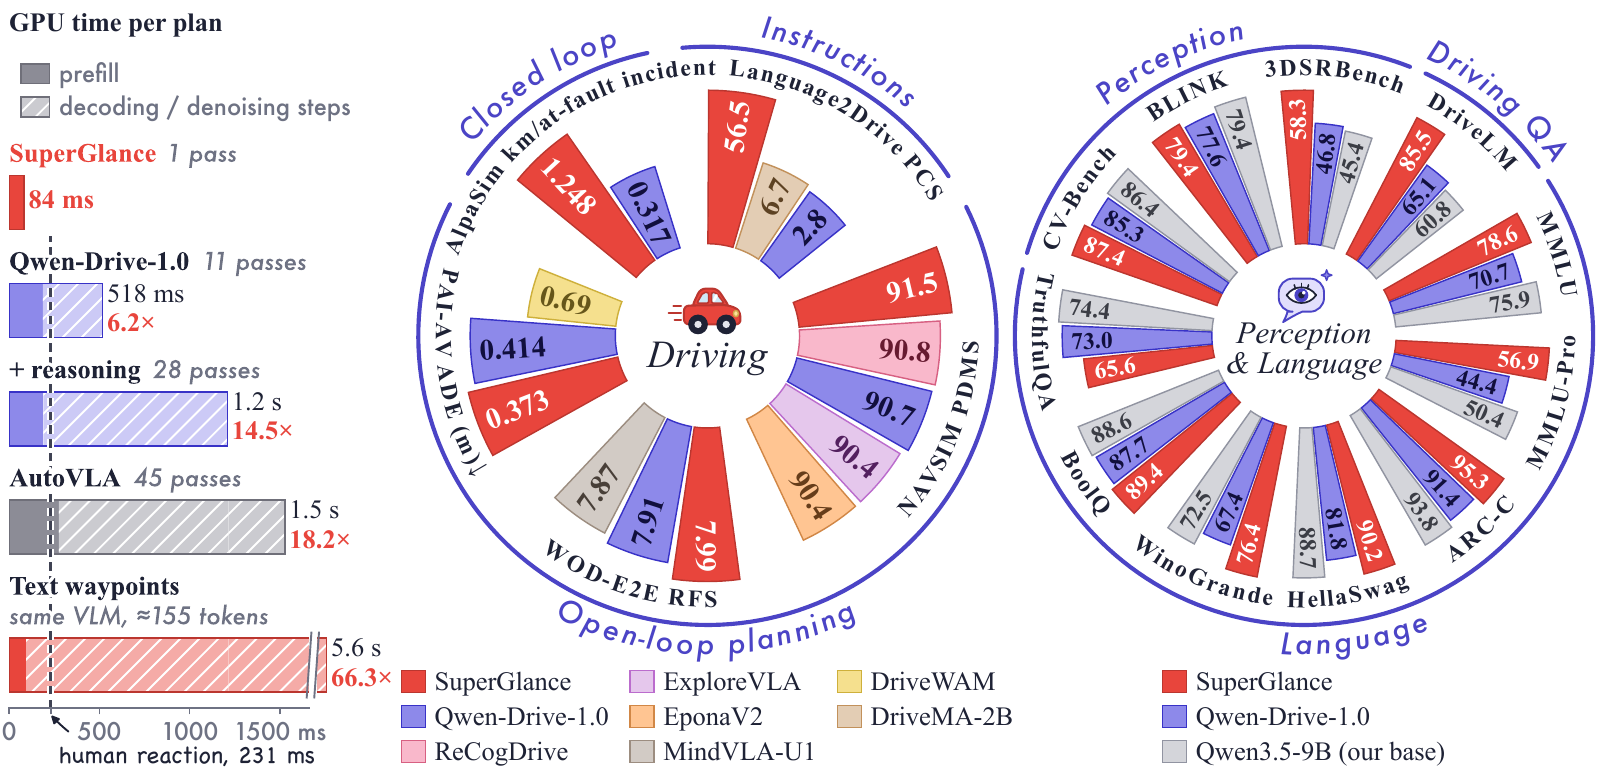 GPU time per plan
prefill
decoding / denoising steps
SuperGlance 1 pass
84 ms
Qwen-Drive-1.0 11 passes
518 ms
6.2×
+ reasoning 28 passes
1.2 s
14.5×
AutoVLA 45 passes
1.5 s
18.2×
Text waypoints
same VLM, ≈155 tokens
5.6 s
66.3×
0 500 1000 1500 ms
human reaction, 231 ms
Closed loop
AlpaSim km/at-fault incident
1.248
0.317
Instructions
Language2Drive PCS
56.5
6.7
2.8
Open-loop planning
NAVSIM PDMS
91.5
90.8
90.7
90.4
90.4
WOD-E2E RFS
7.99
7.91
7.87
PAI-AV ADE (m)↓
0.373
0.414
0.69
Driving
SuperGlance
Qwen-Drive-1.0
ReCogDrive
ExploreVLA
EponaV2
MindVLA-U1
DriveWAM
DriveMA-2B
Perception
CV-Bench
87.4
85.3
86.4
BLINK
79.4
77.6
79.4
3DSRBench
58.3
46.8
45.4
Driving QA
DriveLM
85.5
65.1
60.8
Language
MMLU
78.6
70.7
75.9
MMLU-Pro
56.9
44.4
50.4
ARC-C
95.3
91.4
93.8
HellaSwag
90.2
81.8
88.7
WinoGrande
76.4
67.4
72.5
BoolQ
89.4
87.7
88.6
TruthfulQA
65.6
73.0
74.4
Perception
& Language
SuperGlance
Qwen-Drive-1.0
Qwen3.5-9B (our base)